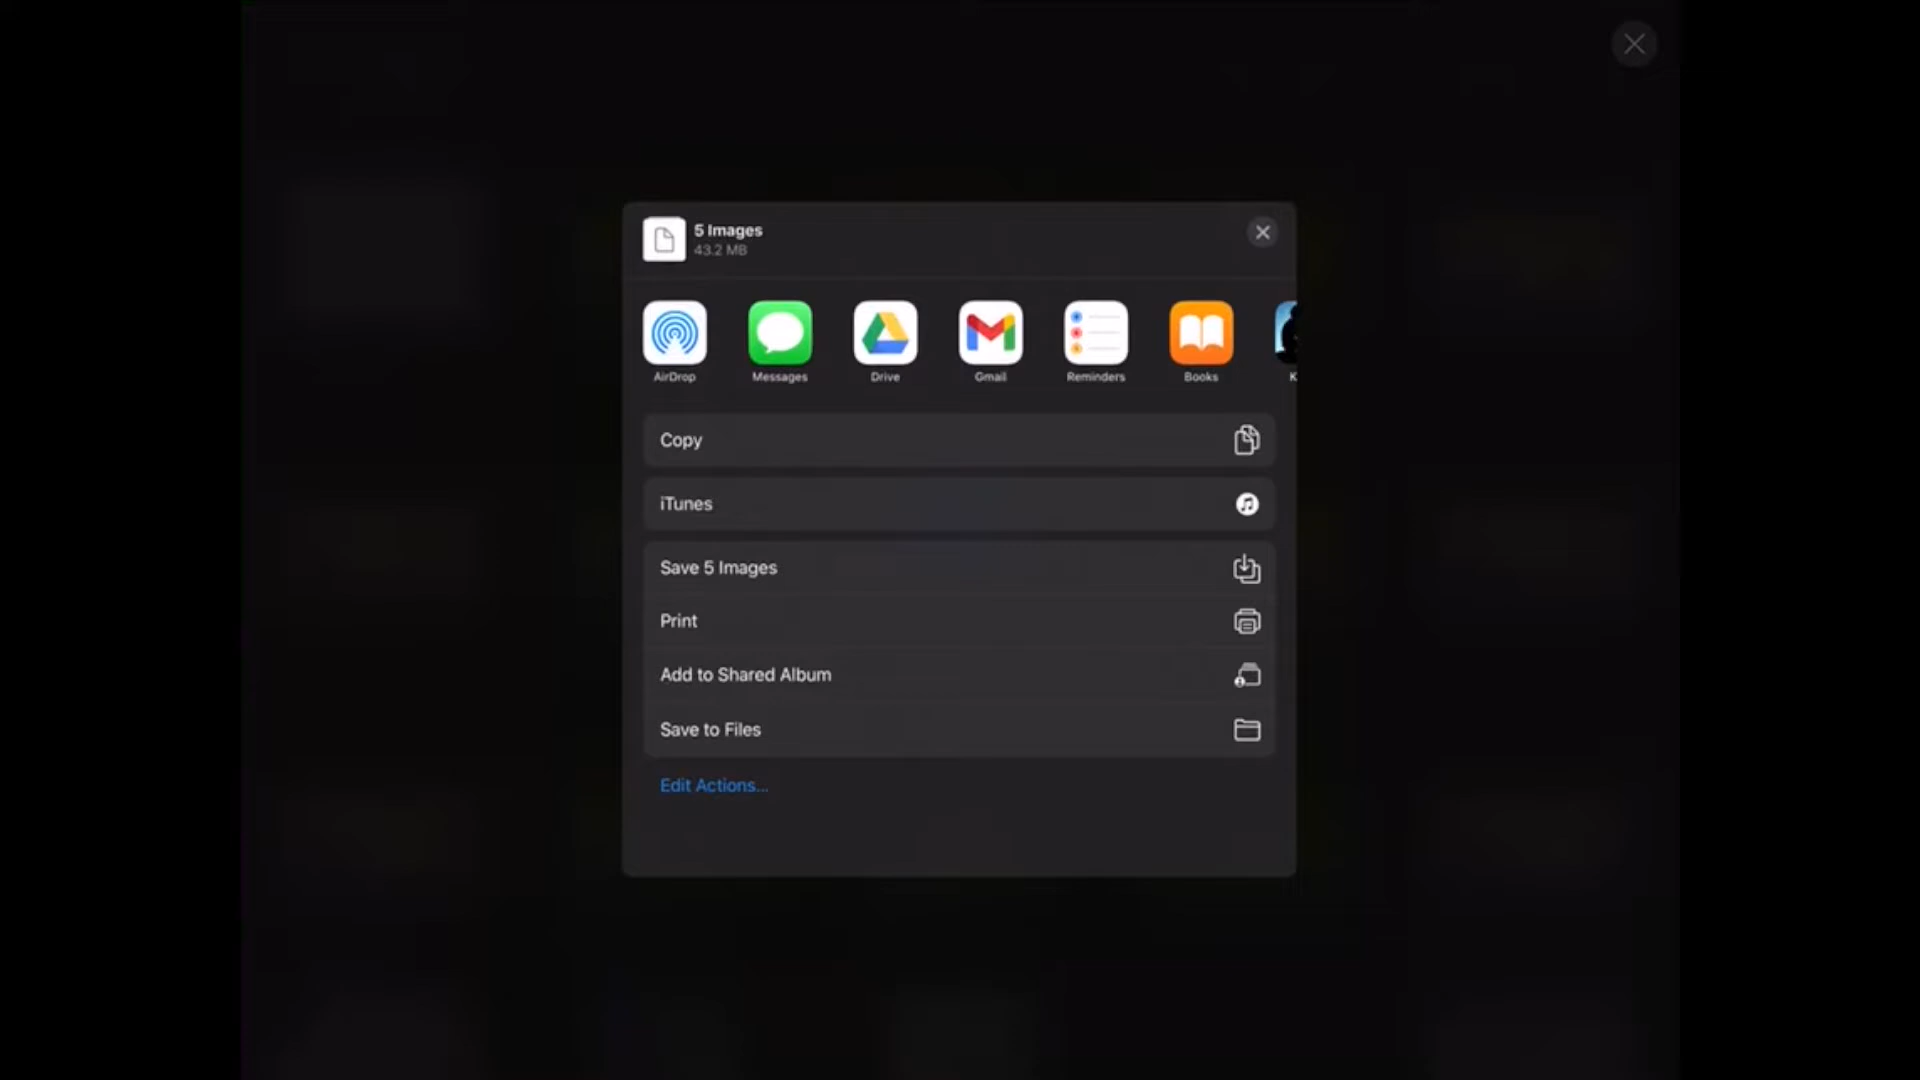 5 Images
43.2 MB
AirDrop
Messages
Drive
Gmail
Reminders
Books
K
Copy
iTunes
Save 5 Images
Print
Add to Shared Album
Save to Files
Edit Actions...